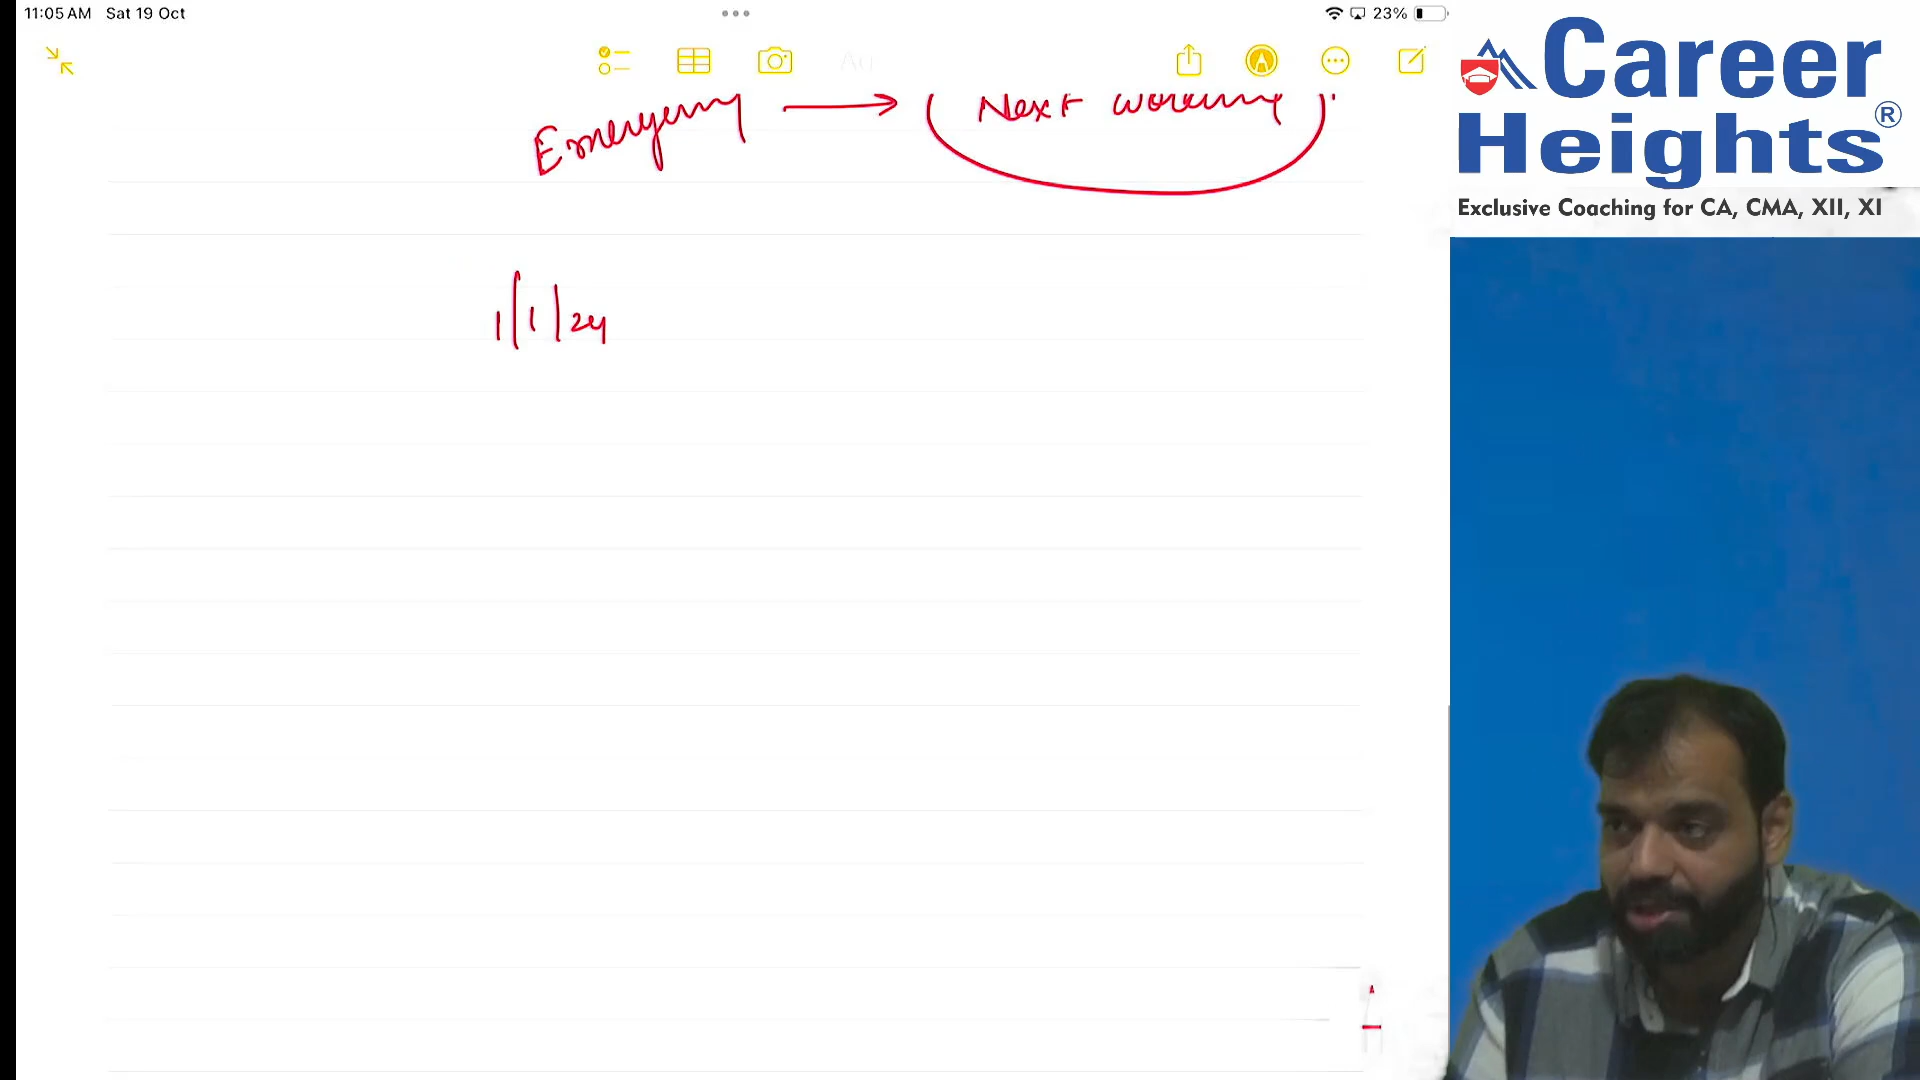 11:05 AM Sat 19 Oct
23%
Career
Heights®
Exclusive Coaching for CA, CMA, XII, XI
Emergency → Next working
1/1/24